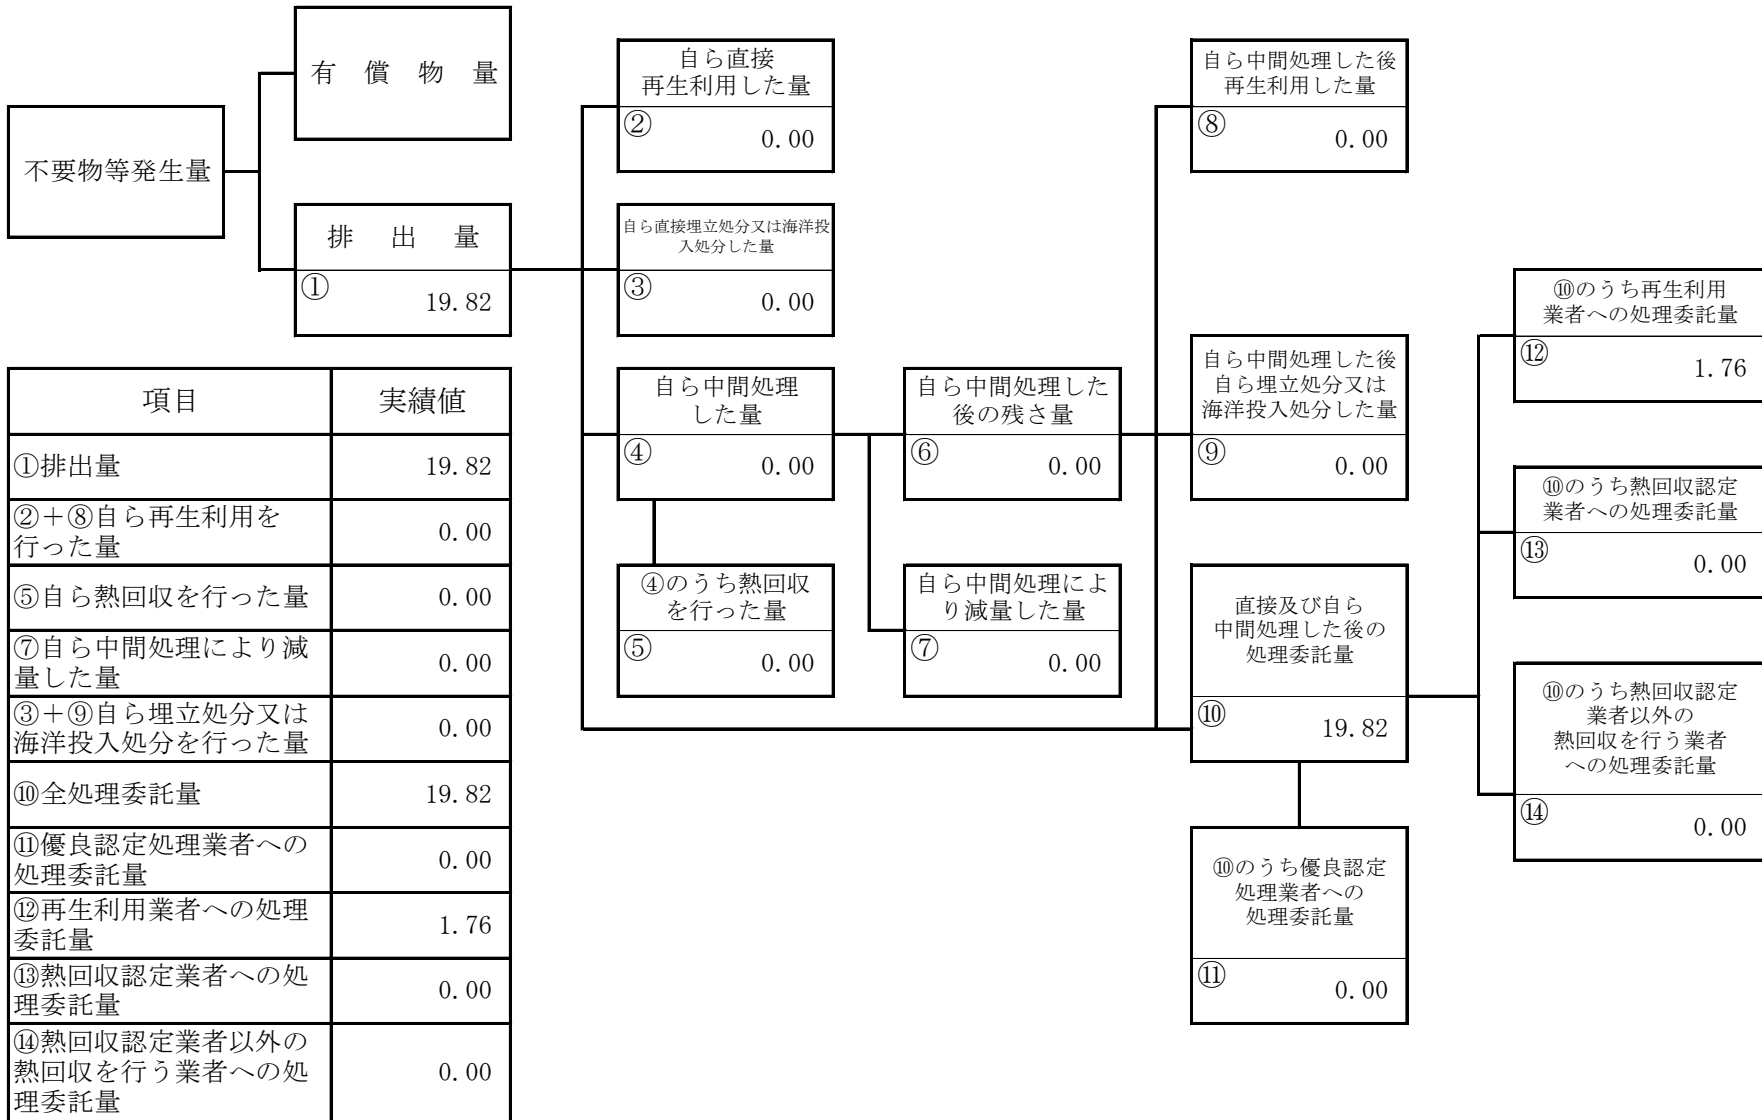 有償物量
不要物等発生量
排出量
①
19.82
自ら直接
再生利用した量
②
0.00
自ら直接埋立処分又は海洋投
入処分した量
③
0.00
自ら中間処理
した量
④
0.00
④のうち熱回収
を行った量
⑤
0.00
自ら中間処理した
後の残さ量
⑥
0.00
自ら中間処理によ
り減量した量
⑦
0.00
自ら中間処理した後
再生利用した量
⑧
0.00
自ら中間処理した後
自ら埋立処分又は
海洋投入処分した量
⑨
0.00
直接及び自ら
中間処理した後の
処理委託量
⑩
19.82
⑩のうち優良認定
処理業者への
処理委託量
⑪
0.00
⑩のうち再生利用
業者への処理委託量
⑫
1.76
⑩のうち熱回収認定
業者への処理委託量
⑬
0.00
⑩のうち熱回収認定
業者以外の
熱回収を行う業者
への処理委託量
⑭
0.00
項目 実績値
①排出量 19.82
②＋⑧自ら再生利用を
行った量 0.00
⑤自ら熱回収を行った量 0.00
⑦自ら中間処理により減
量した量 0.00
③＋⑨自ら埋立処分又は
海洋投入処分を行った量 0.00
⑩全処理委託量 19.82
⑪優良認定処理業者への
処理委託量 0.00
⑫再生利用業者への処理
委託量 1.76
⑬熱回収認定業者への処
理委託量 0.00
⑭熱回収認定業者以外の
熱回収を行う業者への処
理委託量 0.00